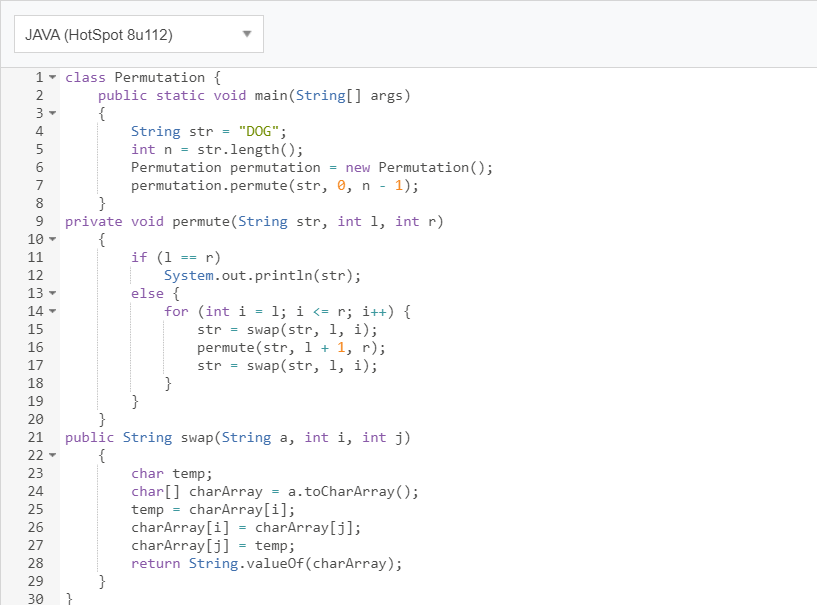 JAVA (HotSpot 8u112)
1 class Permutation {
2     public static void main(String[] args)
3     {
4         String str = "DOG";
5         int n = str.length();
6         Permutation permutation = new Permutation();
7         permutation.permute(str, 0, n - 1);
8     }
9 private void permute(String str, int l, int r)
10     {
11         if (l == r)
12             System.out.println(str);
13         else {
14             for (int i = l; i <= r; i++) {
15                 str = swap(str, l, i);
16                 permute(str, l + 1, r);
17                 str = swap(str, l, i);
18             }
19         }
20     }
21 public String swap(String a, int i, int j)
22     {
23         char temp;
24         char[] charArray = a.toCharArray();
25         temp = charArray[i];
26         charArray[i] = charArray[j];
27         charArray[j] = temp;
28         return String.valueOf(charArray);
29     }
30 }